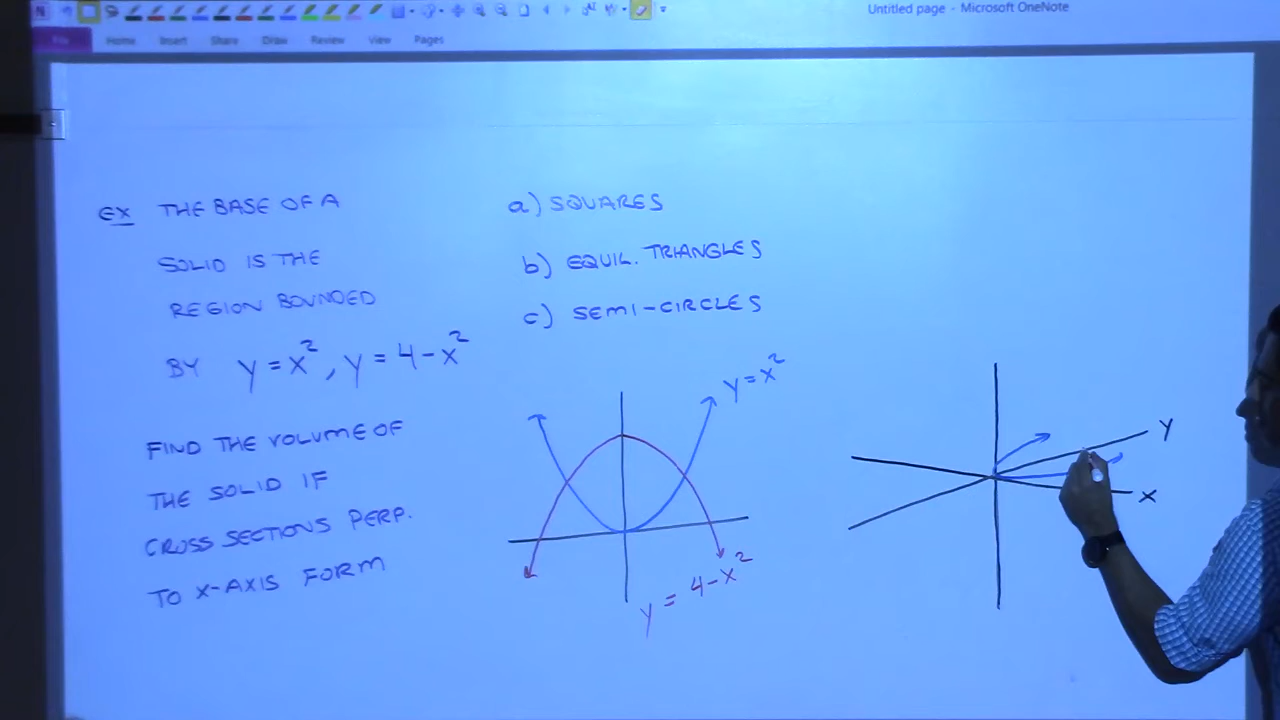 Untitled page - Microsoft OneNote
File Home Insert Share Draw Review View Pages
EX THE BASE OF A
SOLID IS THE
REGION BOUNDED
BY y = x², y = 4-x²
FIND THE VOLUME OF
THE SOLID IF
CROSS SECTIONS PERP.
TO X-AXIS FORM
a) SQUARES
b) EQUIL. TRIANGLES
c) SEMI-CIRCLES
y = x²
y = 4-x²
Y
X